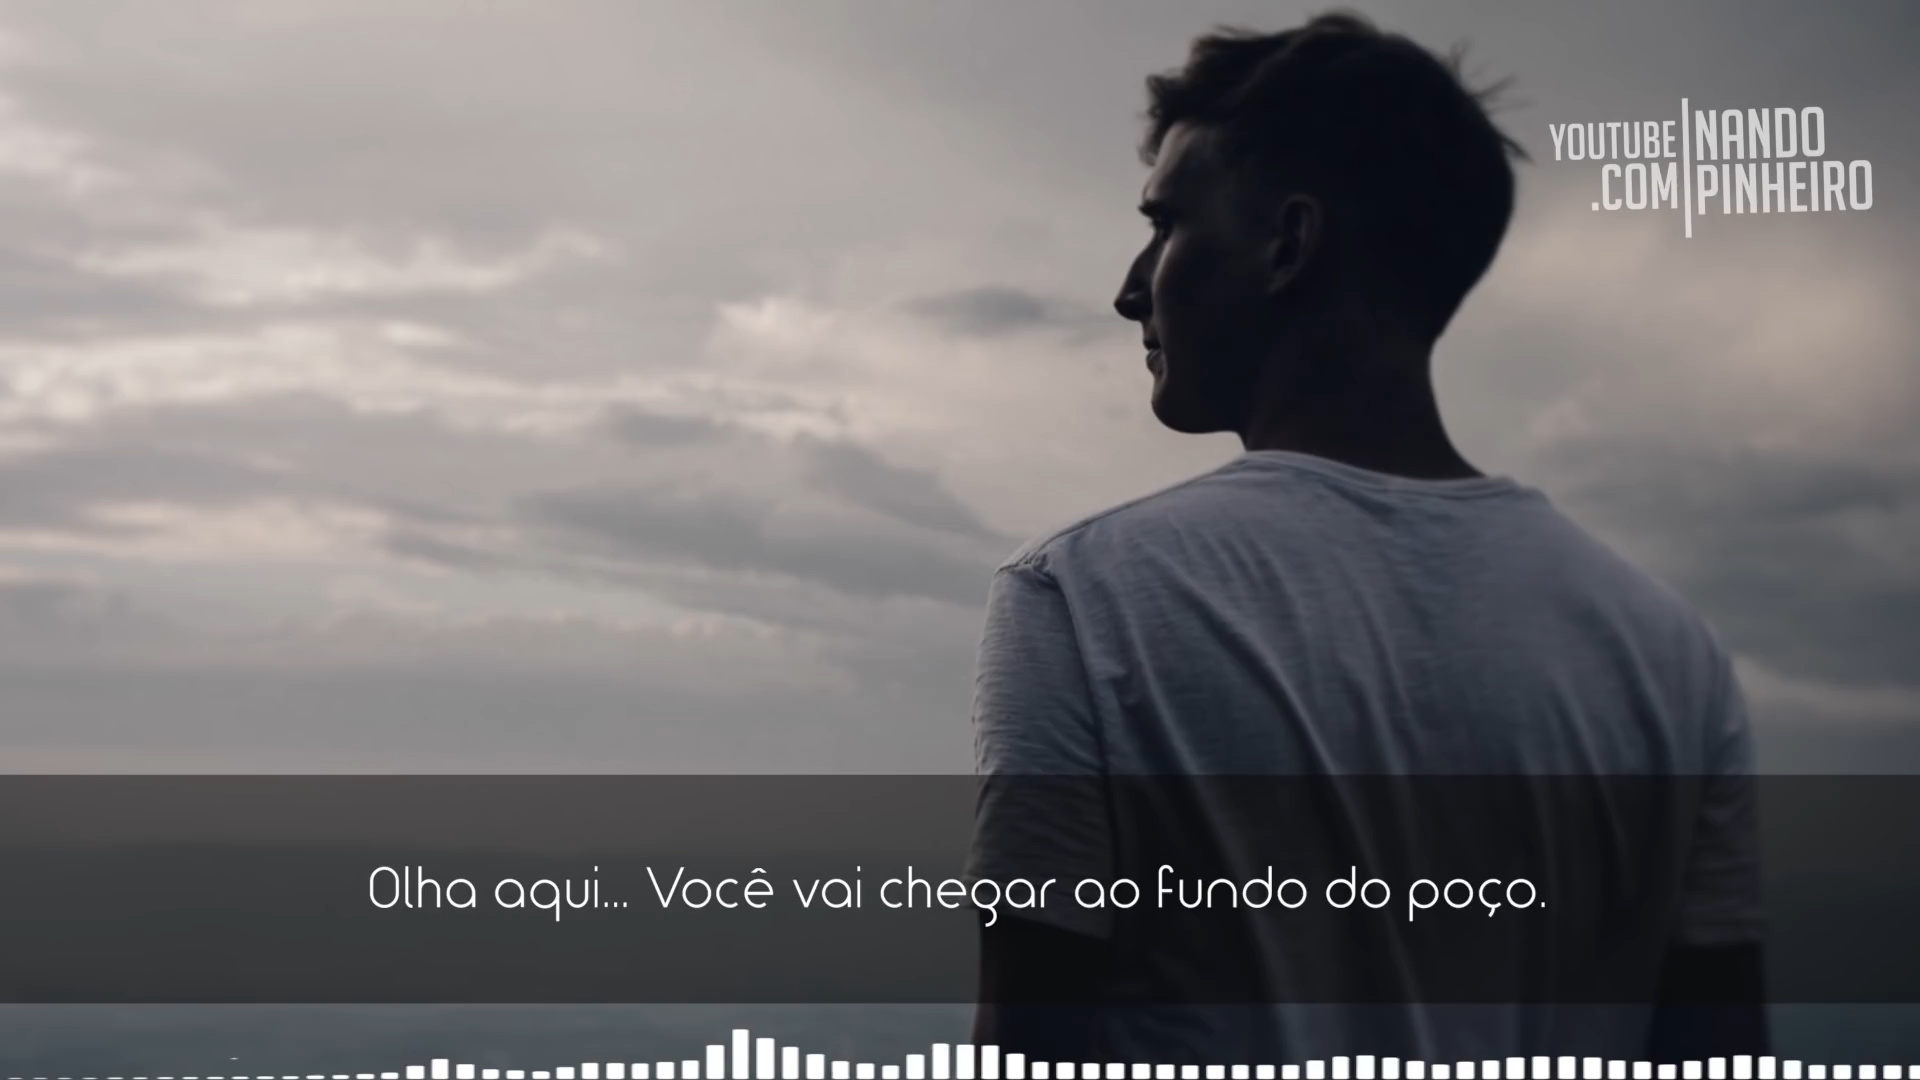 YOUTUBE
.COM
NANDO
PINHEIRO
Olha aqui... Você vai chegar ao fundo do poço.